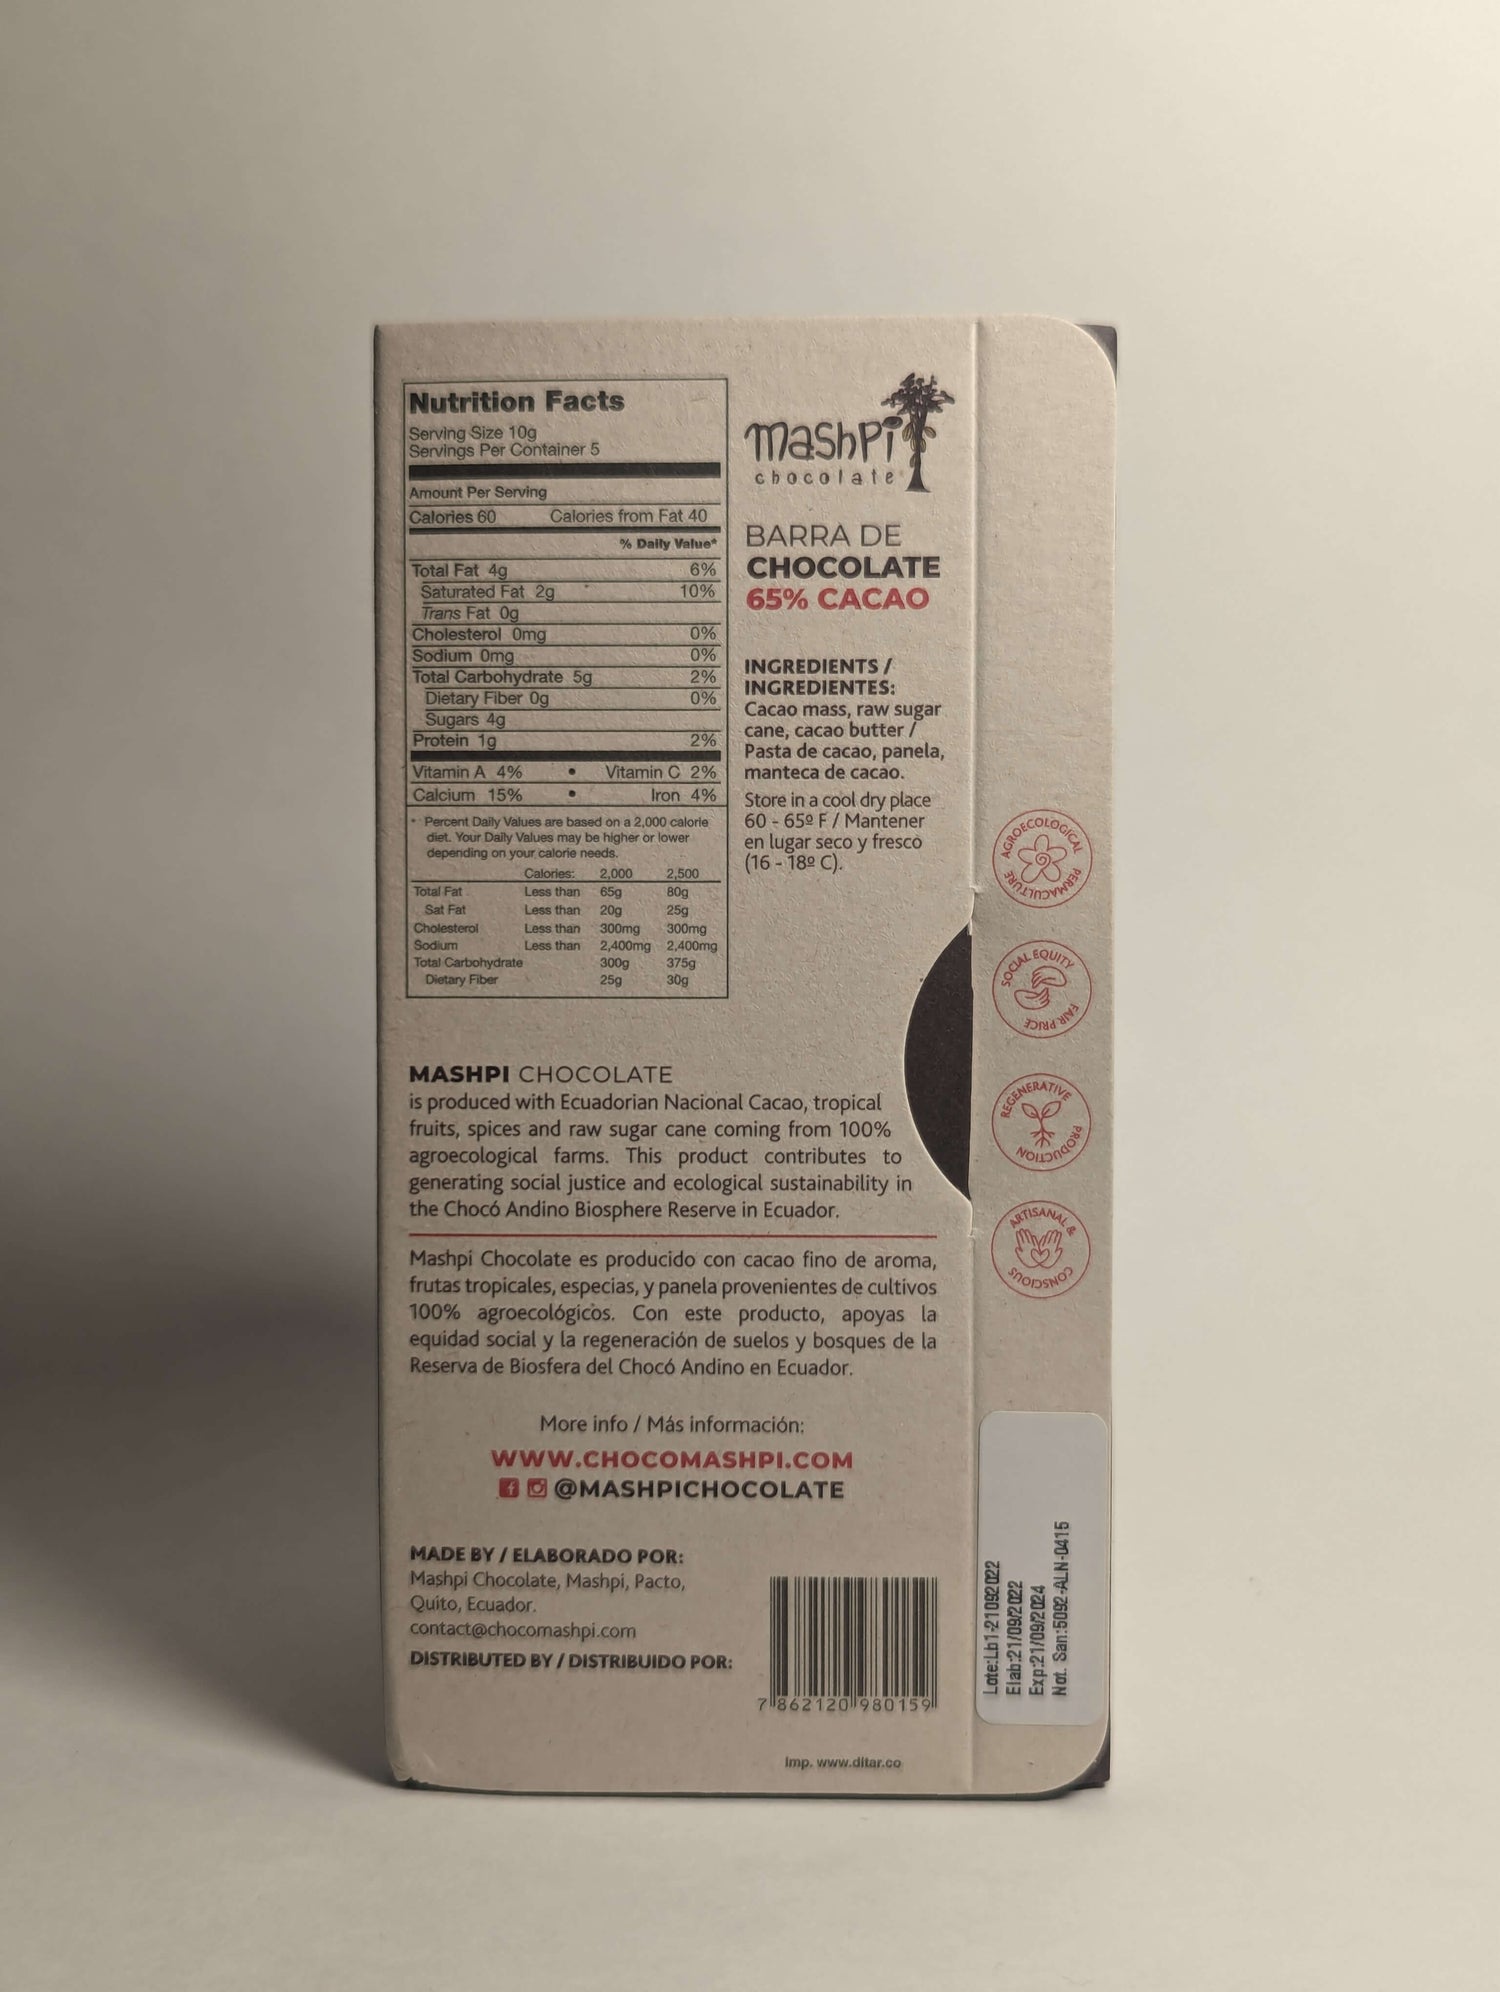 Nutrition Facts
Serving Size 10g
Servings Per Container 5
Amount Per Serving
Calories 60 Calories from Fat 40
% Daily Value*
Total Fat 4g 6%
Saturated Fat 2g 10%
Trans Fat 0g
Cholesterol 0mg 0%
Sodium 0mg 0%
Total Carbohydrate 5g 2%
Dietary Fiber 0g 0%
Sugars 4g
Protein 1g 2%
Vitamin A 4% • Vitamin C 2%
Calcium 15% • Iron 4%
* Percent Daily Values are based on a 2,000 calorie
diet. Your Daily Values may be higher or lower
depending on your calorie needs.
Calories: 2,000 2,500
Total Fat Less than 65g 80g
Sat Fat Less than 20g 25g
Cholesterol Less than 300mg 300mg
Sodium Less than 2,400mg 2,400mg
Total Carbohydrate 300g 375g
Dietary Fiber 25g 30g
mashpi
chocolate
BARRA DE
CHOCOLATE
65% CACAO
INGREDIENTS /
INGREDIENTES:
Cacao mass, raw sugar
cane, cacao butter /
Pasta de cacao, panela,
manteca de cacao.
Store in a cool dry place
60 - 65º F / Mantener
en lugar seco y fresco
(16 - 18º C).
MASHPI CHOCOLATE
is produced with Ecuadorian Nacional Cacao, tropical
fruits, spices and raw sugar cane coming from 100%
agroecological farms. This product contributes to
generating social justice and ecological sustainability in
the Chocó Andino Biosphere Reserve in Ecuador.
Mashpi Chocolate es producido con cacao fino de aroma,
frutas tropicales, especias, y panela provenientes de cultivos
100% agroecológicos. Con este producto, apoyas la
equidad social y la regeneración de suelos y bosques de la
Reserva de Biosfera del Chocó Andino en Ecuador.
More info / Más información:
WWW.CHOCOMASHPI.COM
@MASHPICHOCOLATE
MADE BY / ELABORADO POR:
Mashpi Chocolate, Mashpi, Pacto,
Quito, Ecuador.
contact@chocomashpi.com
DISTRIBUTED BY / DISTRIBUIDO POR:
7 862120 980159
Imp. www.ditar.co
AGROECOLOGICAL
PERMACULTURE
SOCIAL EQUITY
FAIR PRICE
REGENERATIVE
PRODUCTION
ARTISANAL &
CONSCIOUS
Lote:Lb1-21092022
Elab:21/09/2022
Exp:21/09/2024
Not. San:5092-ALN-0415